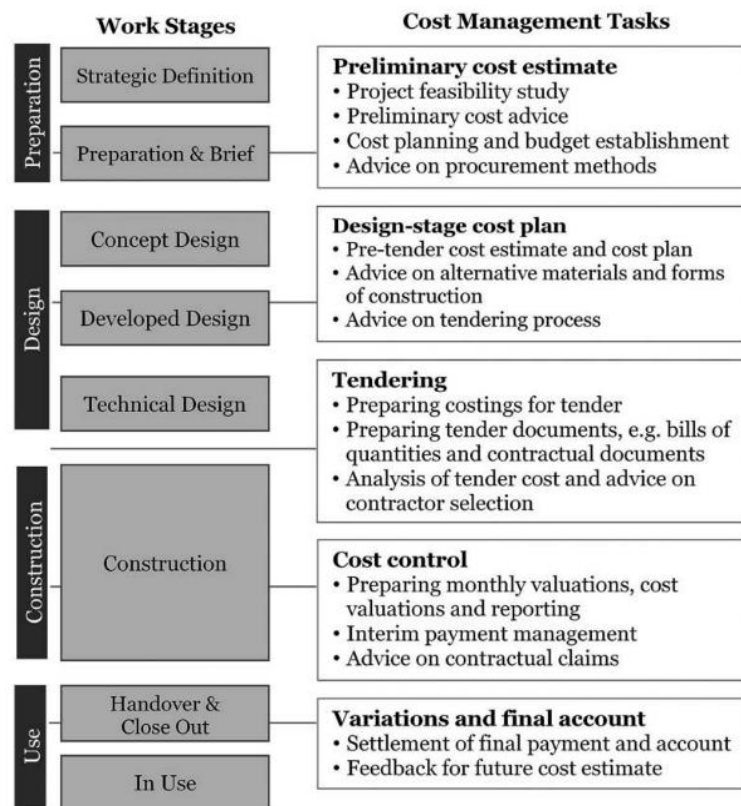 Work Stages
Cost Management Tasks
Preparation
Strategic Definition
Preparation & Brief
Preliminary cost estimate
• Project feasibility study
• Preliminary cost advice
• Cost planning and budget establishment
• Advice on procurement methods
Design
Concept Design
Developed Design
Technical Design
Design-stage cost plan
• Pre-tender cost estimate and cost plan
• Advice on alternative materials and forms
of construction
• Advice on tendering process
Tendering
• Preparing costings for tender
• Preparing tender documents, e.g. bills of
quantities and contractual documents
• Analysis of tender cost and advice on
contractor selection
Construction
Construction
Cost control
• Preparing monthly valuations, cost
valuations and reporting
• Interim payment management
• Advice on contractual claims
Use
Handover &
Close Out
In Use
Variations and final account
• Settlement of final payment and account
• Feedback for future cost estimate